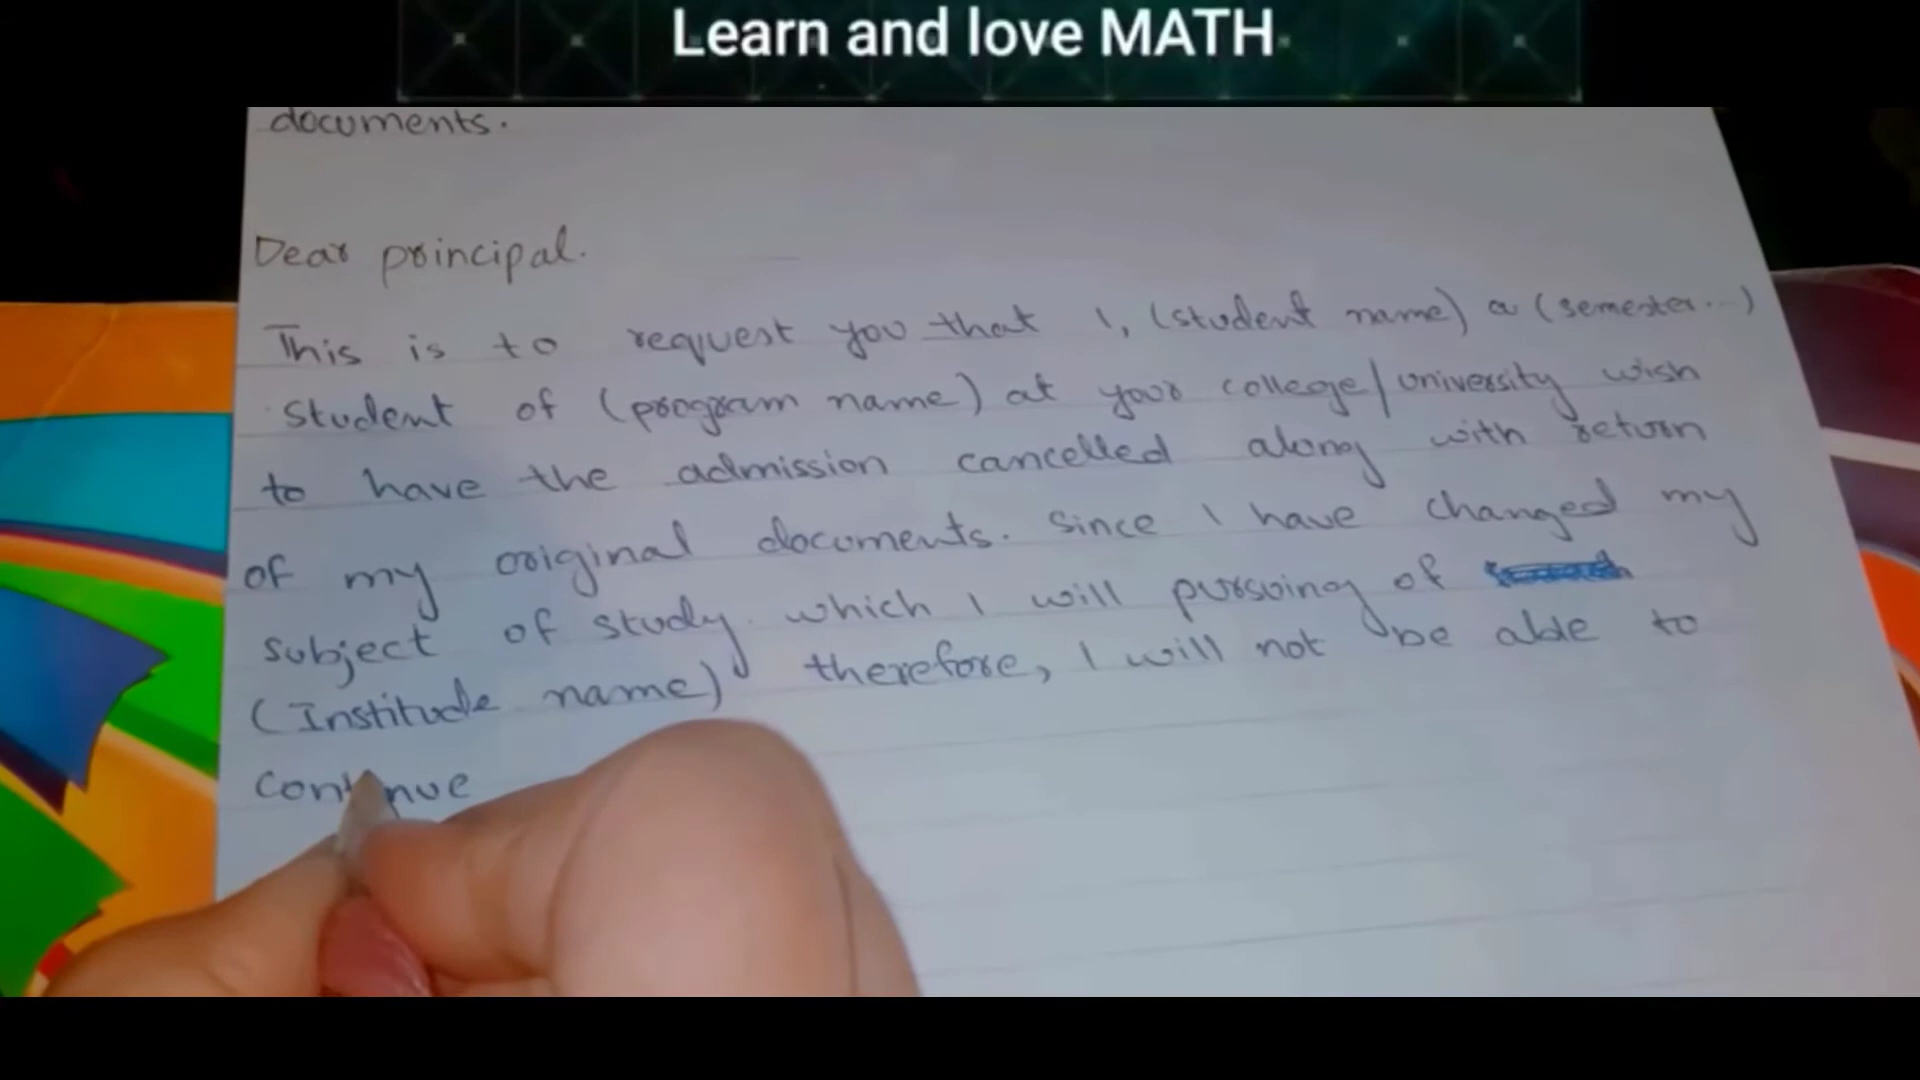 Learn and love MATH
documents.
Dear principal.
This is to request you that I, (student name) a (semester...)
student of (program name) at your college/university wish
to have the admission cancelled along with return
of my original documents. Since I have changed my
subject of study. which I will pursuing of
(Institude name) therefore, I will not be able to
continue